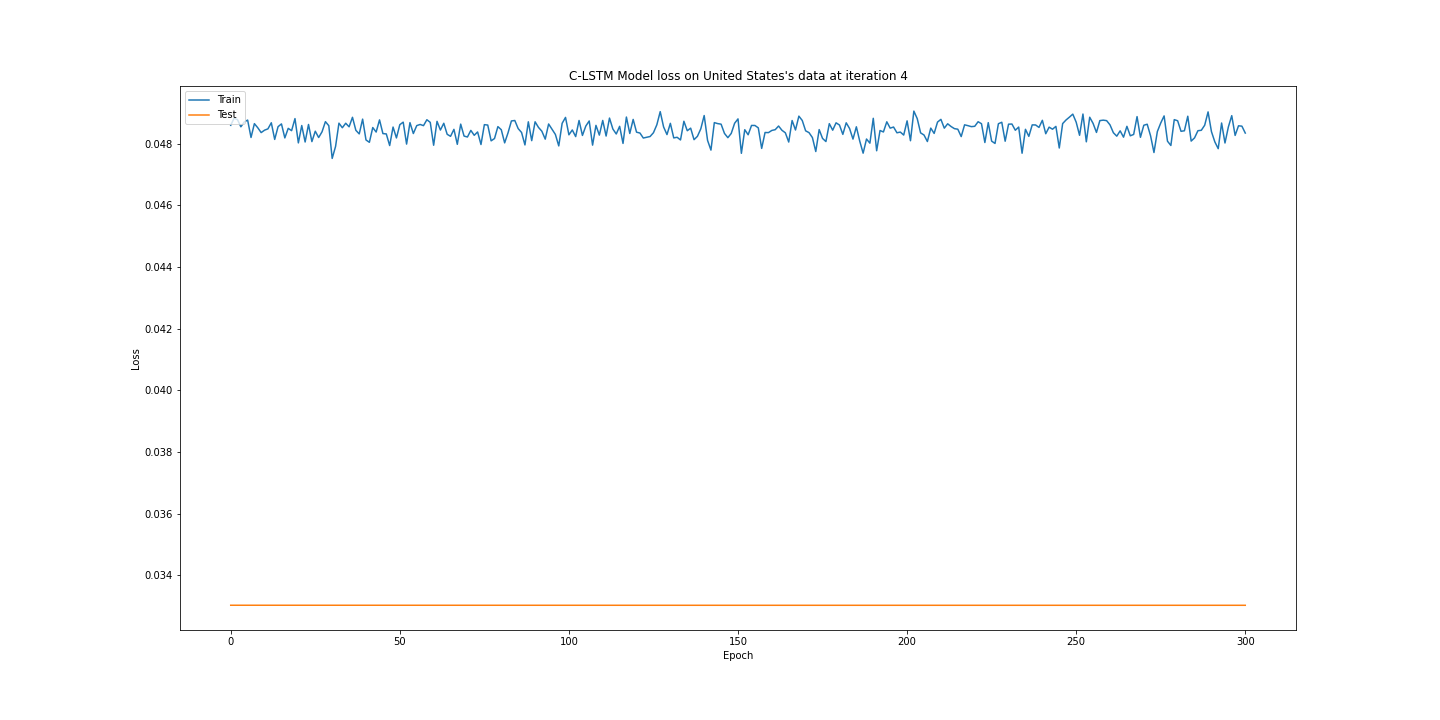 C-LSTM Model loss on United States's data at iteration 4
Train
Test
0.048
0.046
0.044
0.042
0.040
0.038
0.036
0.034
Loss
0 50 100 150 200 250 300
Epoch